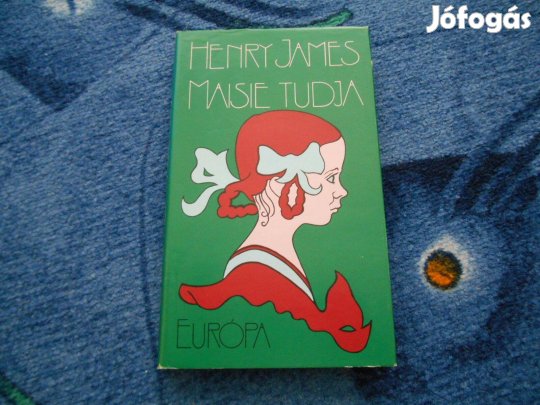 Jófogás
HENRY JAMES
MAISIE TUDJA
EURÓPA